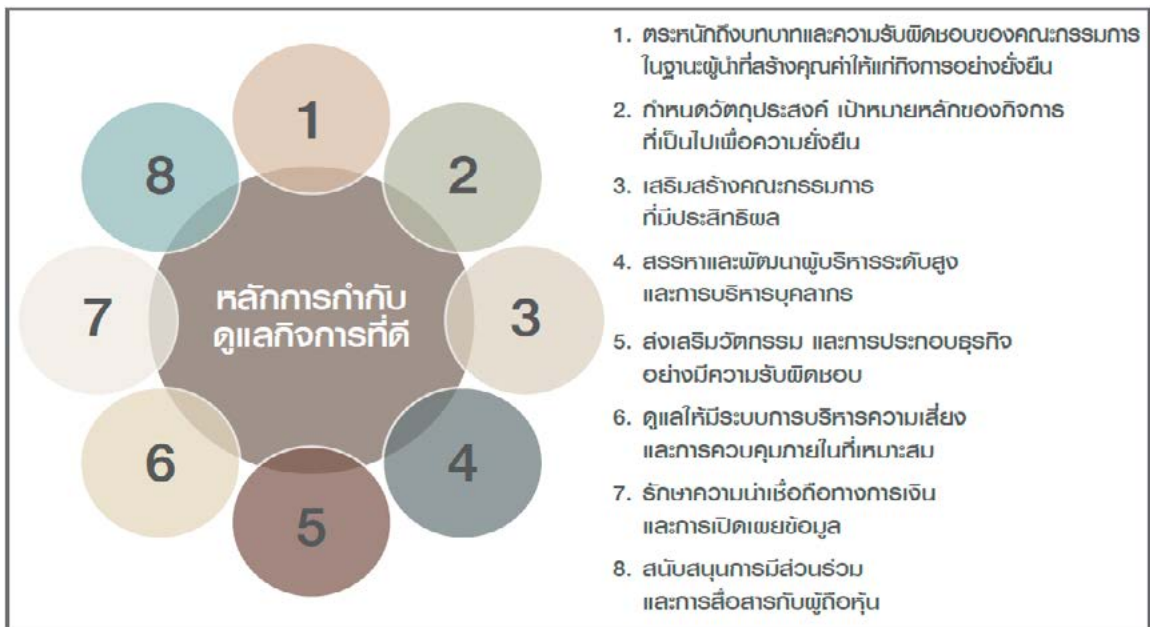 1
2
3
4
5
6
7
8
หลักการกำกับ
ดูแลกิจการที่ดี
1. ตระหนักถึงบทบาทและความรับผิดชอบของคณะกรรมการ
ในฐานะผู้นำที่สร้างคุณค่าให้แก่กิจการอย่างยั่งยืน
2. กำหนดวัตถุประสงค์ เป้าหมายหลักของกิจการ
ที่เป็นไปเพื่อความยั่งยืน
3. เสริมสร้างคณะกรรมการ
ที่มีประสิทธิผล
4. สรรหาและพัฒนาผู้บริหารระดับสูง
และการบริหารบุคลากร
5. ส่งเสริมวัตกรรม และการประกอบธุรกิจ
อย่างมีความรับผิดชอบ
6. ดูแลให้มีระบบการบริหารความเสี่ยง
และการควบคุมภายในที่เหมาะสม
7. รักษาความน่าเชื่อถือทางการเงิน
และการเปิดเผยข้อมูล
8. สนับสนุนการมีส่วนร่วม
และการสื่อสารกับผู้ถือหุ้น